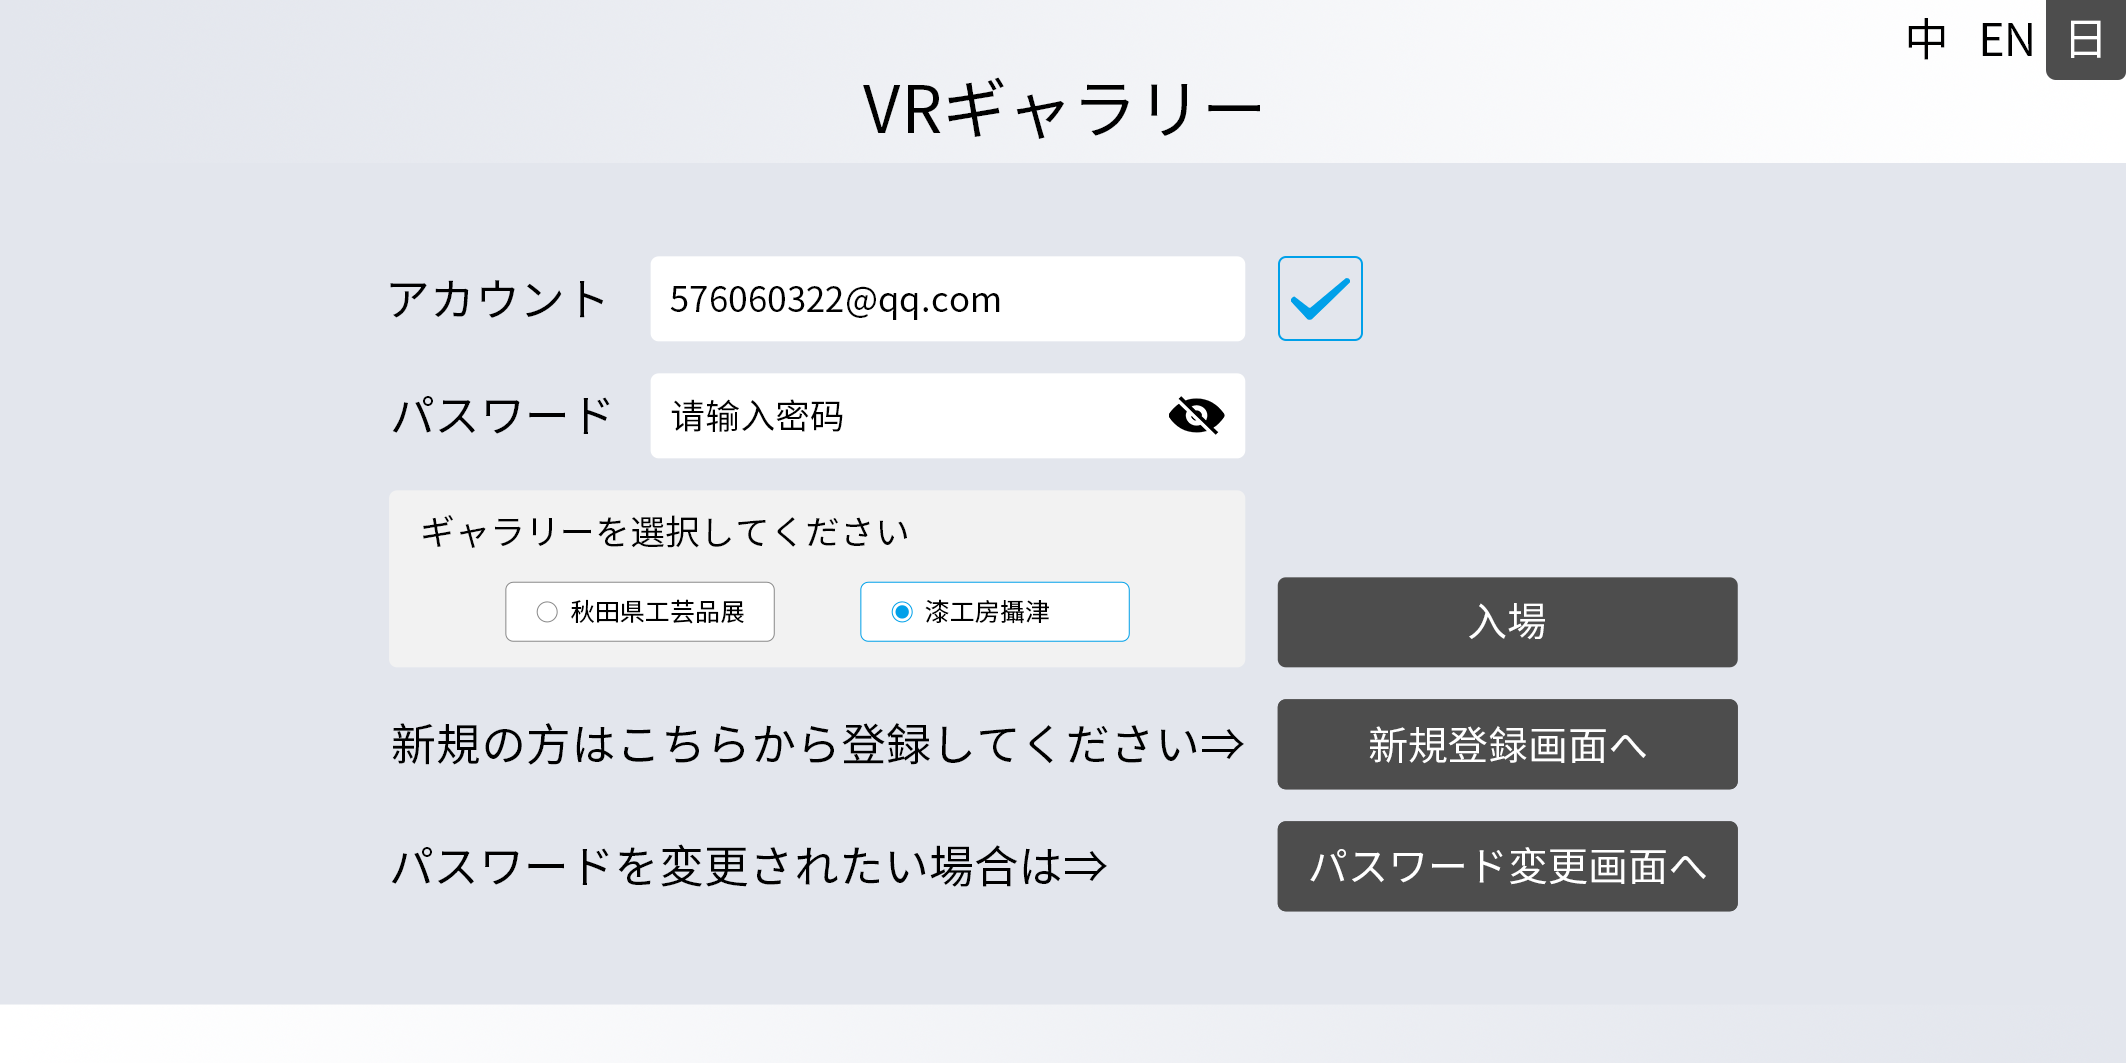 中 EN 日
VRギャラリー
アカウント 576060322@qq.com
パスワード 请输入密码
ギャラリーを選択してください
秋田県工芸品展 漆工房攝津
入場
新規の方はこちらから登録してください⇒ 新規登録画面へ
パスワードを変更されたい場合は⇒ パスワード変更画面へ